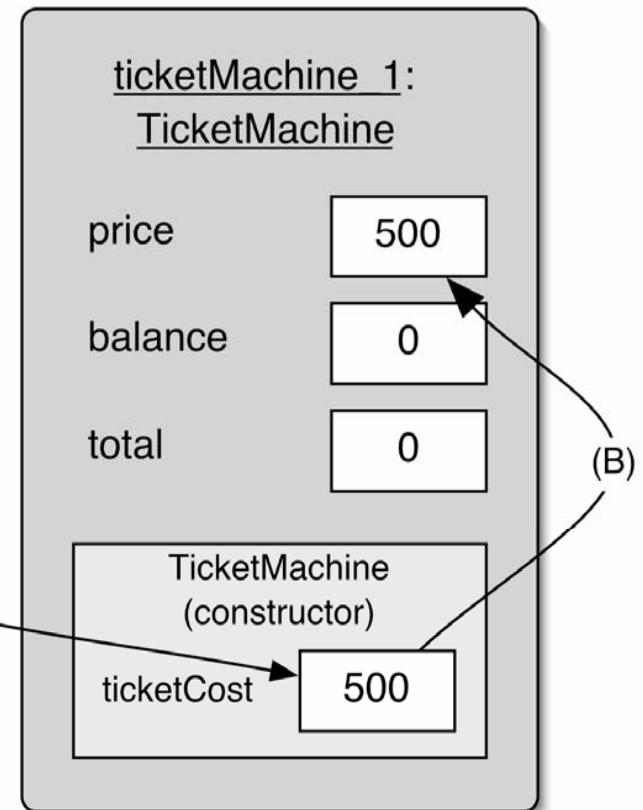 ticketMachine_1:
TicketMachine
price 500
balance 0
total 0
(B)
TicketMachine
(constructor)
ticketCost 500